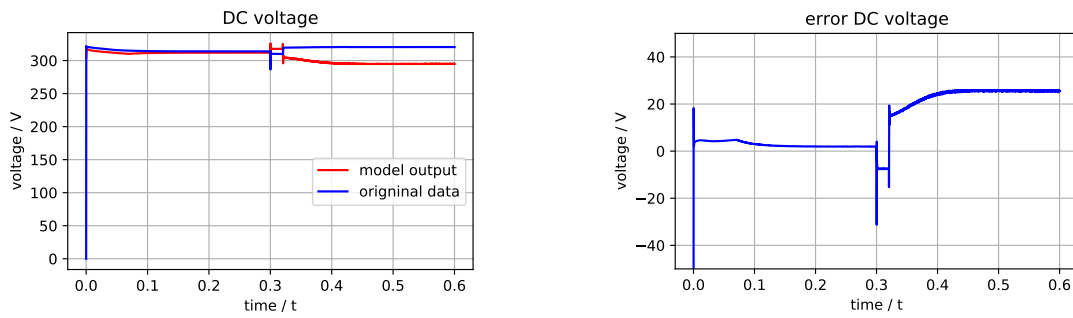 DC voltage
voltage / V
300
250
200
150
100
50
0
model output
origninal data
0.0 0.1 0.2 0.3 0.4 0.5 0.6
time / t
error DC voltage
voltage / V
40
20
0
−20
−40
0.0 0.1 0.2 0.3 0.4 0.5 0.6
time / t